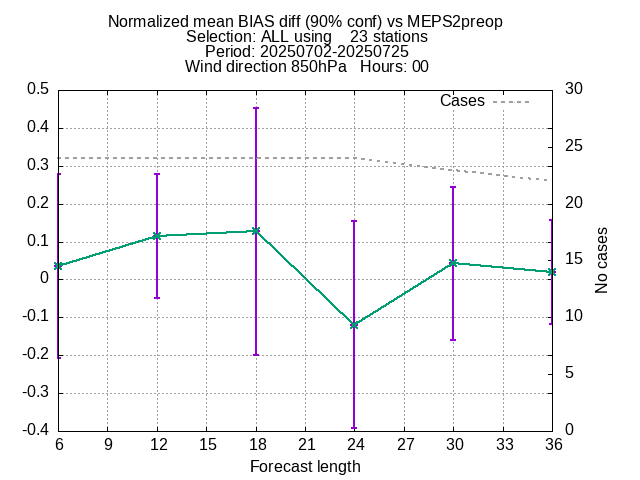 Normalized mean BIAS diff (90% conf) vs MEPS2preop
Selection: ALL using    23 stations
Period: 20250702-20250725
Wind direction 850hPa   Hours: 00
Cases
0.5
0.4
0.3
0.2
0.1
0
-0.1
-0.2
-0.3
-0.4
30
25
20
15
10
5
0
No cases
6 9 12 15 18 21 24 27 30 33 36
Forecast length